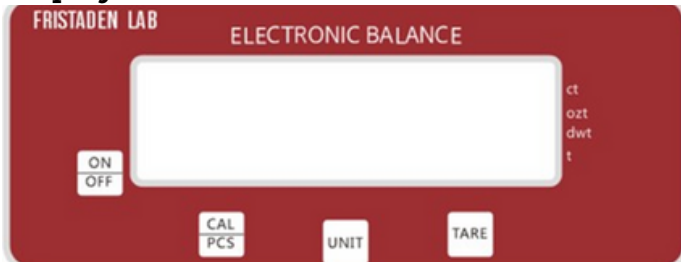 FRISTADEN LAB
ELECTRONIC BALANCE
ct
ozt
dwt
t
ON
OFF
CAL
PCS
UNIT
TARE